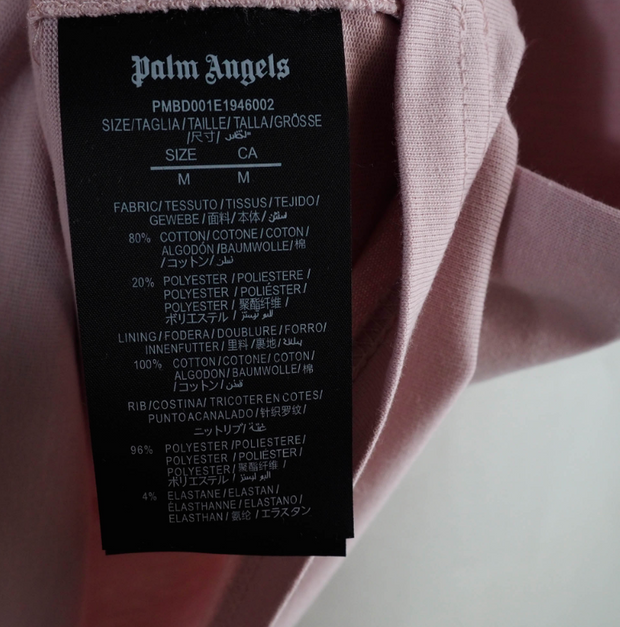 Palm Angels
PMBD001E1946002
SIZE/TAGLIA/TAILLE/TALLA/GRÖSSE
/尺寸/
SIZE CA
M M
FABRIC/TESSUTO/TISSUS/TEJIDO/
GEWEBE/面料/本体/
80% COTTON/COTONE/COTON/
ALGODÓN/BAUMWOLLE/棉
/コットン/قطن
20% POLYESTER/POLIESTERE/
POLYESTER/POLIÉSTER/
POLYESTER/聚酯纤维/
ポリエステル/
LINING/FODERA/DOUBLURE/FORRO/
INNENFUTTER/里料/裏地/بطانة
100% COTTON/COTONE/COTON/
ALGODÓN/BAUMWOLLE/棉
/コットン/قطن
RIB/COSTINA/TRICOTER EN COTES/
PUNTO ACANALADO/针织罗纹/
ニットリブ/
96% POLYESTER/POLIESTERE/
POLYESTER/POLIÉSTER/
POLYESTER/聚酯纤维/
ポリエステル/
4% ELASTANE/ELASTAN/
ÉLASTHANNE/ELASTANO/
ELASTHAN/氨纶/エラスタン